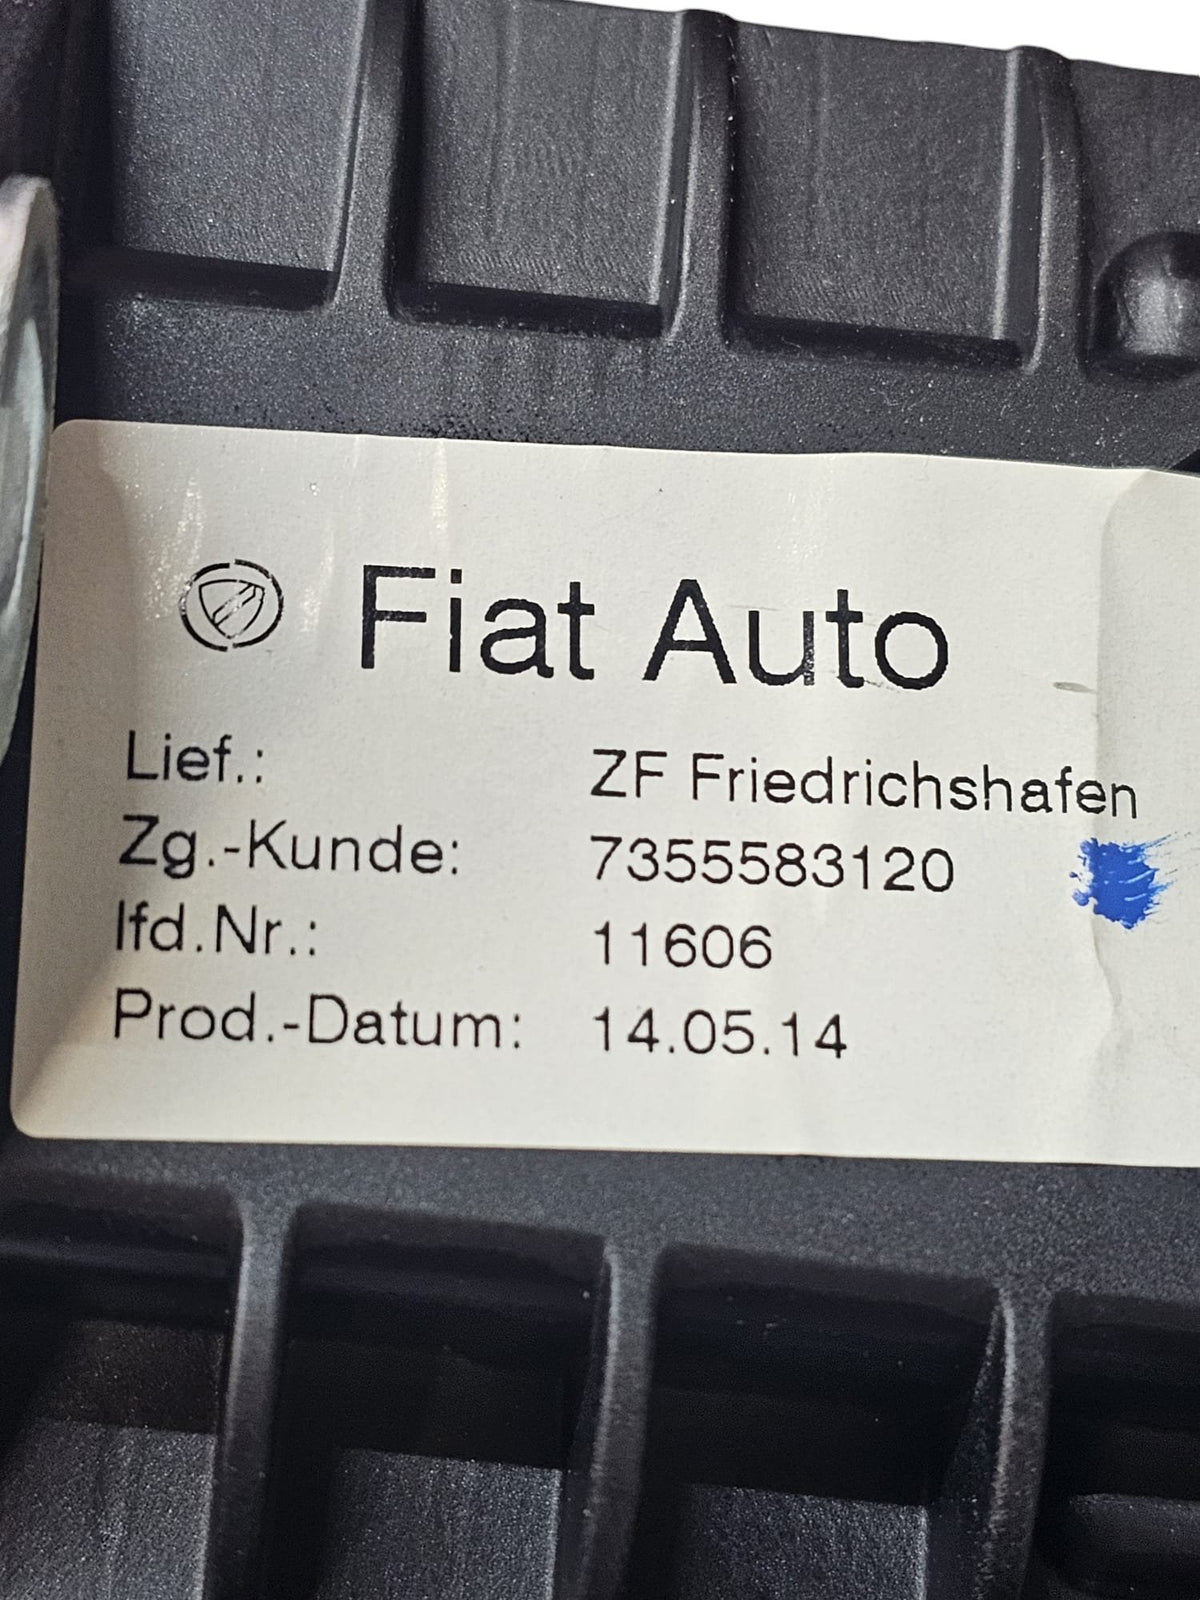 Fiat Auto
Lief.: ZF Friedrichshafen
Zg.-Kunde: 7355583120
lfd.Nr.: 11606
Prod.-Datum: 14.05.14